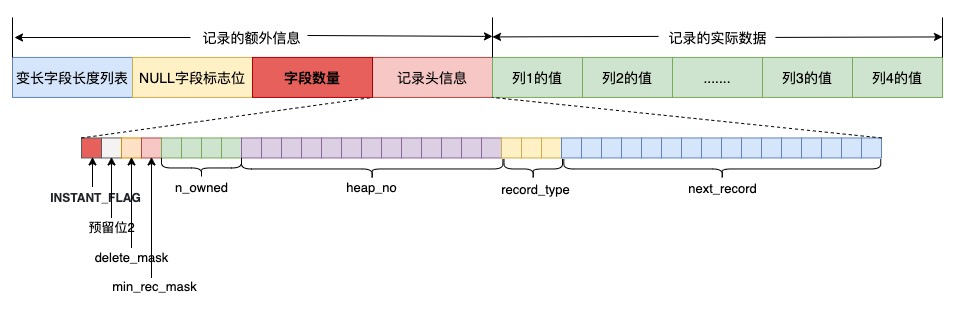 记录的额外信息
记录的实际数据
变长字段长度列表
NULL字段标志位
字段数量
记录头信息
列1的值
列2的值
.......
列3的值
列4的值
n_owned
heap_no
record_type
next_record
INSTANT_FLAG
预留位2
delete_mask
min_rec_mask